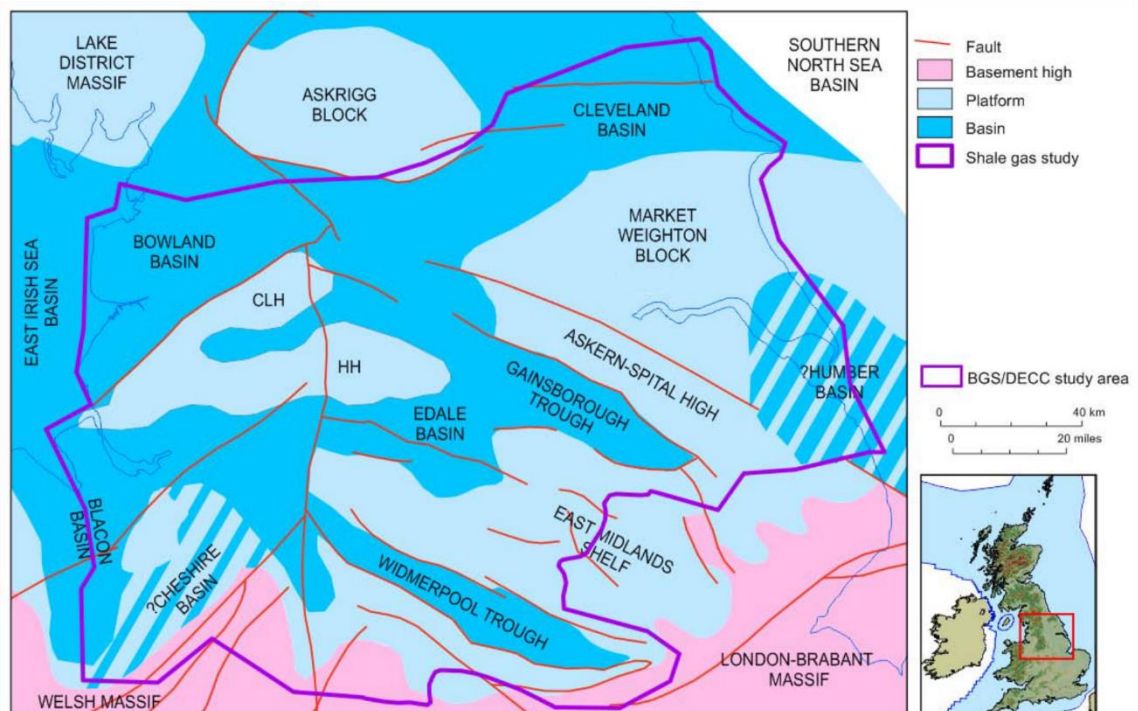 LAKE
DISTRICT
MASSIF
ASKRIGG
BLOCK
CLEVELAND
BASIN
SOUTHERN
NORTH SEA
BASIN
EAST IRISH SEA
BASIN
BOWLAND
BASIN
MARKET
WEIGHTON
BLOCK
CLH
HH
ASKERN-SPITAL HIGH
GAINSBOROUGH
TROUGH
?HUMBER
BASIN
EDALE
BASIN
BLACON
BASIN
?CHESHIRE
BASIN
EAST MIDLANDS
SHELF
WIDMERPOOL TROUGH
WELSH MASSIF
LONDON-BRABANT
MASSIF
Fault
Basement high
Platform
Basin
Shale gas study
BGS/DECC study area
0 40 km
0 20 miles